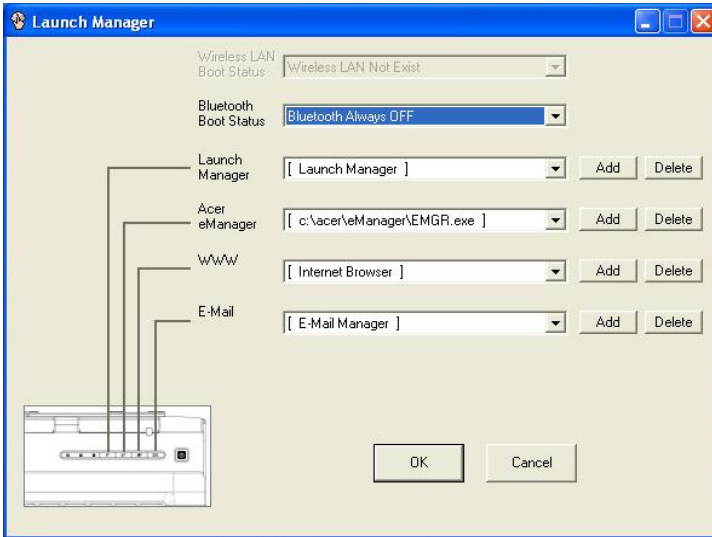 Launch Manager
Wireless LAN
Boot Status
Wireless LAN Not Exist
Bluetooth
Boot Status
Bluetooth Always OFF
Launch
Manager
[ Launch Manager ]
Add
Delete
Acer
eManager
[ c:\acer\eManager\EMGR.exe ]
Add
Delete
WWW
[ Internet Browser ]
Add
Delete
E-Mail
[ E-Mail Manager ]
Add
Delete
OK
Cancel